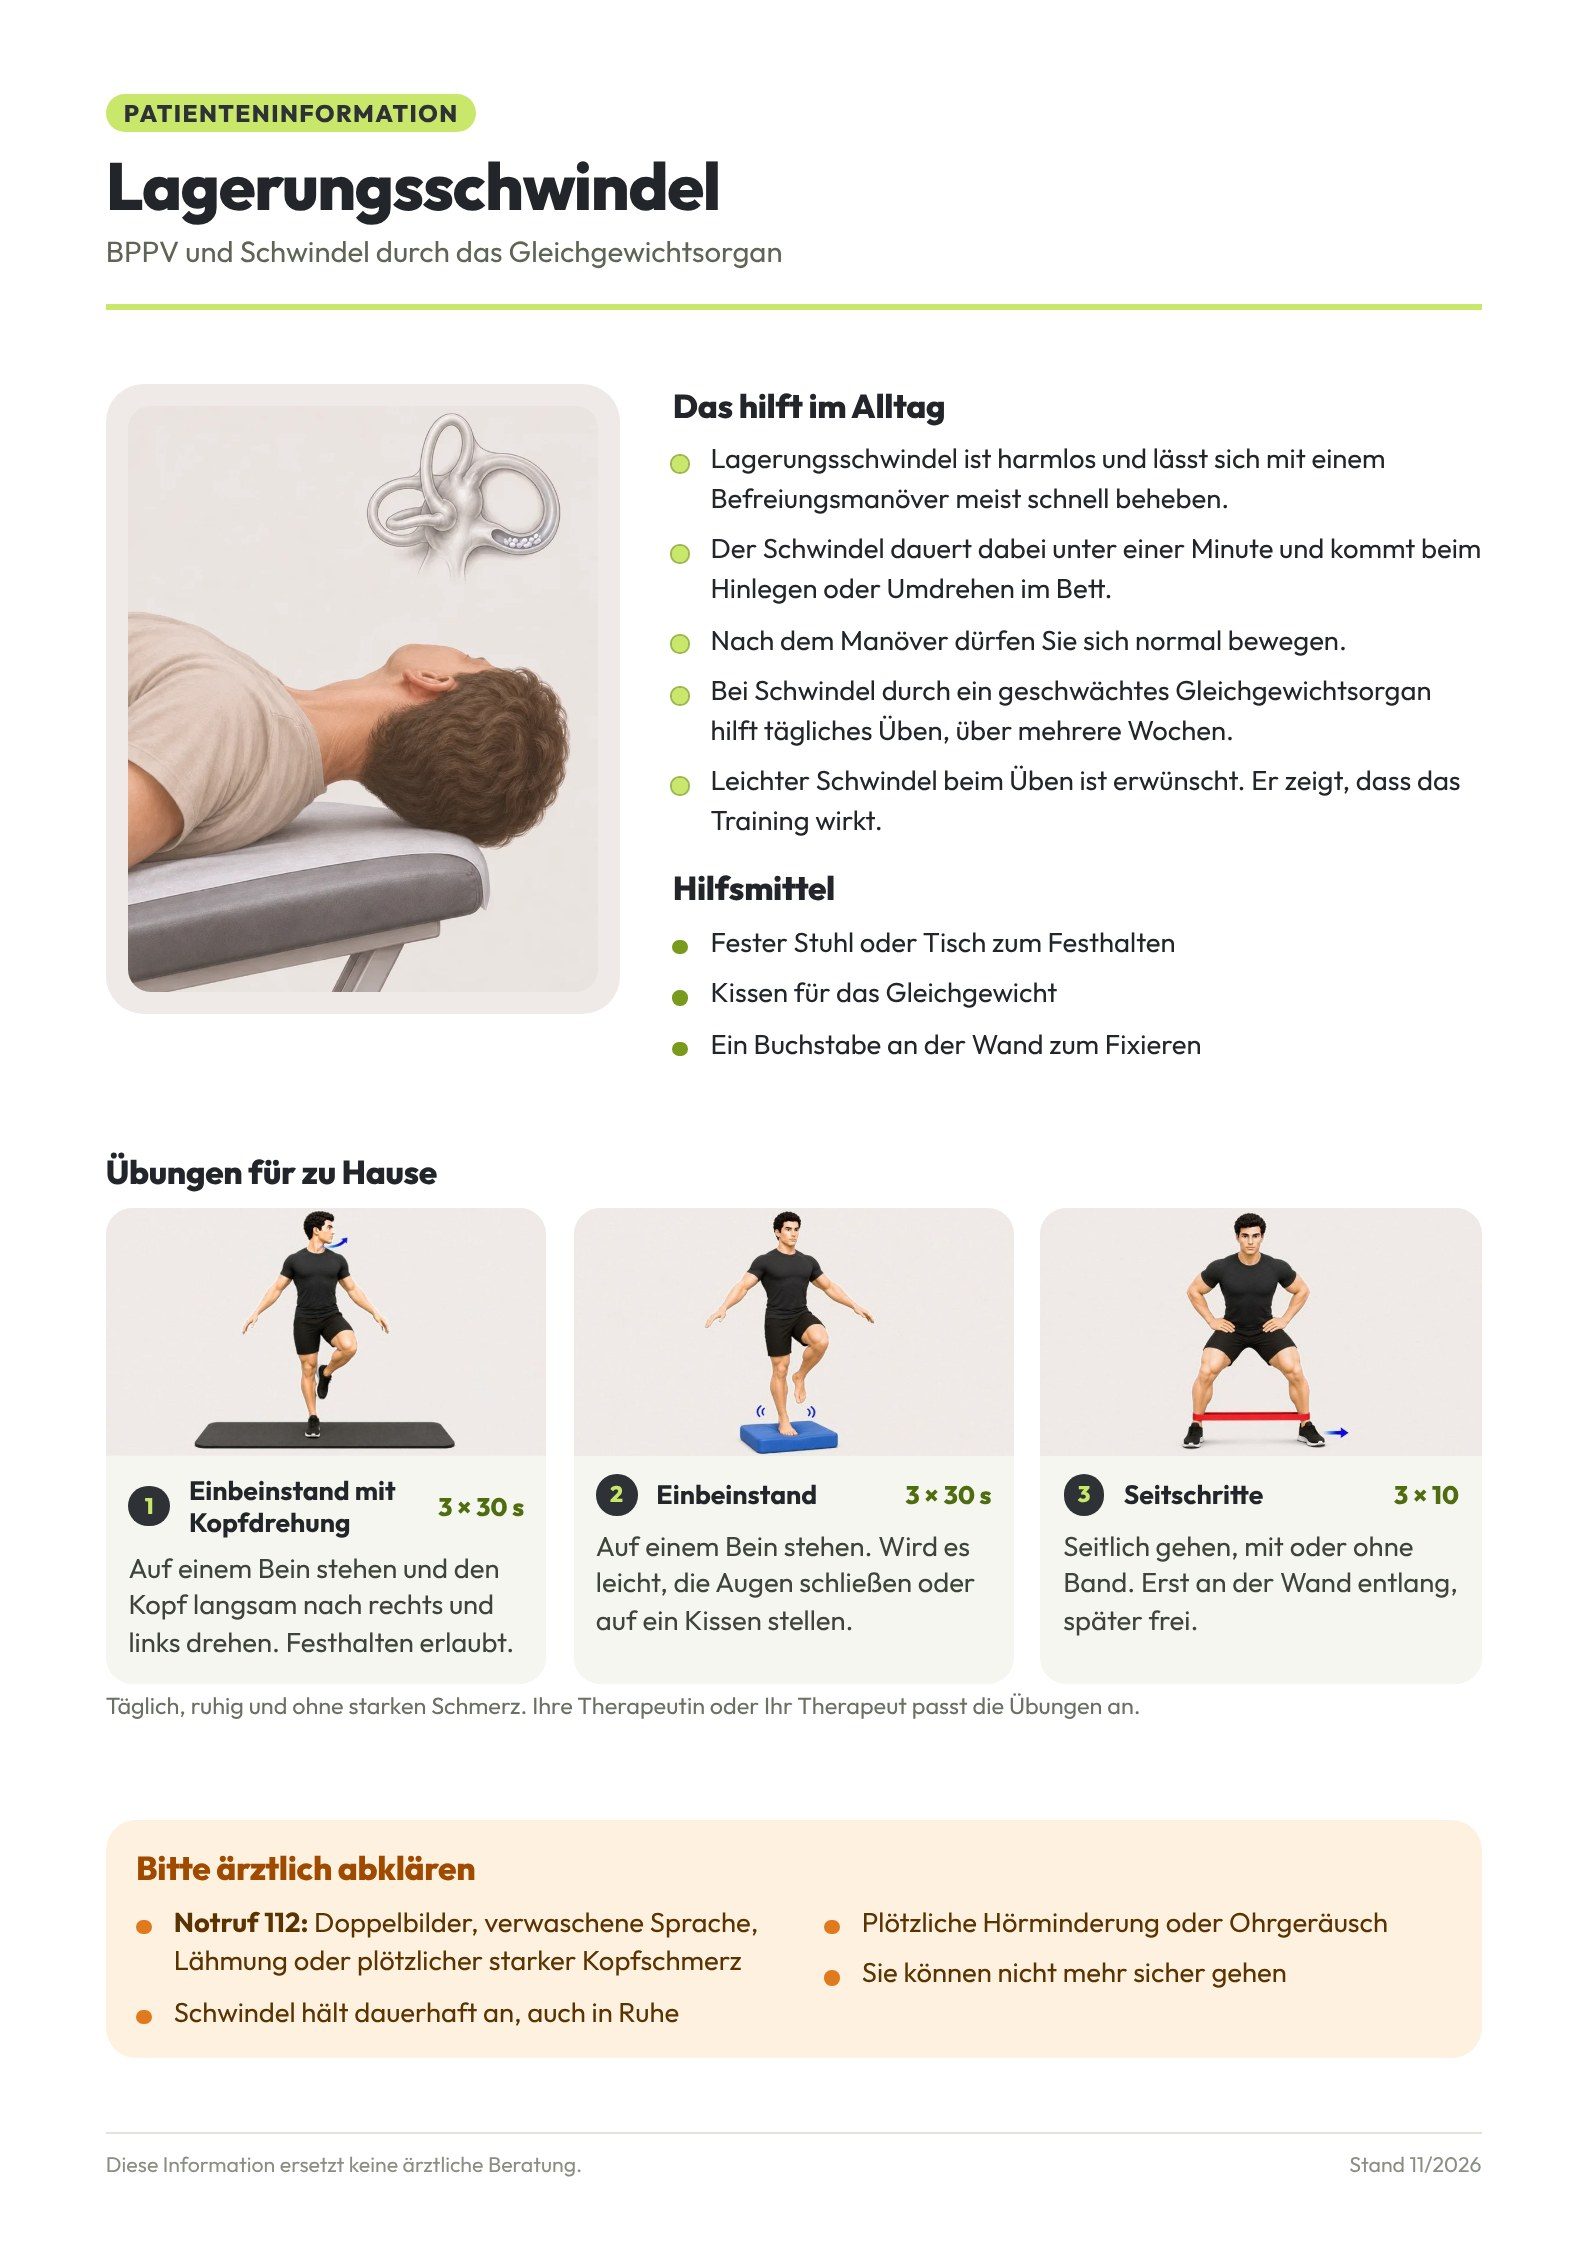 PATIENTENINFORMATION
Lagerungsschwindel
BPPV und Schwindel durch das Gleichgewichtsorgan
Das hilft im Alltag
Lagerungsschwindel ist harmlos und lässt sich mit einem
Befreiungsmanöver meist schnell beheben.
Der Schwindel dauert dabei unter einer Minute und kommt beim
Hinlegen oder Umdrehen im Bett.
Nach dem Manöver dürfen Sie sich normal bewegen.
Bei Schwindel durch ein geschwächtes Gleichgewichtsorgan
hilft tägliches Üben, über mehrere Wochen.
Leichter Schwindel beim Üben ist erwünscht. Er zeigt, dass das
Training wirkt.
Hilfsmittel
Fester Stuhl oder Tisch zum Festhalten
Kissen für das Gleichgewicht
Ein Buchstabe an der Wand zum Fixieren
Übungen für zu Hause
1 Einbeinstand mit
Kopfdrehung 3 × 30 s
Auf einem Bein stehen und den
Kopf langsam nach rechts und
links drehen. Festhalten erlaubt.
2 Einbeinstand 3 × 30 s
Auf einem Bein stehen. Wird es
leicht, die Augen schließen oder
auf ein Kissen stellen.
3 Seitschritte 3 × 10
Seitlich gehen, mit oder ohne
Band. Erst an der Wand entlang,
später frei.
Täglich, ruhig und ohne starken Schmerz. Ihre Therapeutin oder Ihr Therapeut passt die Übungen an.
Bitte ärztlich abklären
Notruf 112: Doppelbilder, verwaschene Sprache,
Lähmung oder plötzlicher starker Kopfschmerz
Schwindel hält dauerhaft an, auch in Ruhe
Plötzliche Hörminderung oder Ohrgeräusch
Sie können nicht mehr sicher gehen
Diese Information ersetzt keine ärztliche Beratung.
Stand 11/2026